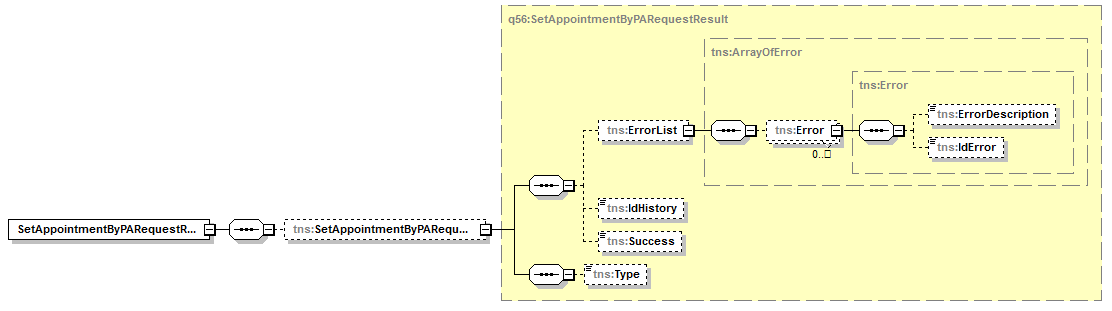 q56:SetAppointmentByPARequestResult
tns:ArrayOfError
tns:Error
tns:ErrorDescription
tns:ErrorList
tns:Error
0..
tns:IdError
tns:IdHistory
SetAppointmentByPARequestR...
tns:SetAppointmentByPARequ...
tns:Success
tns:Type